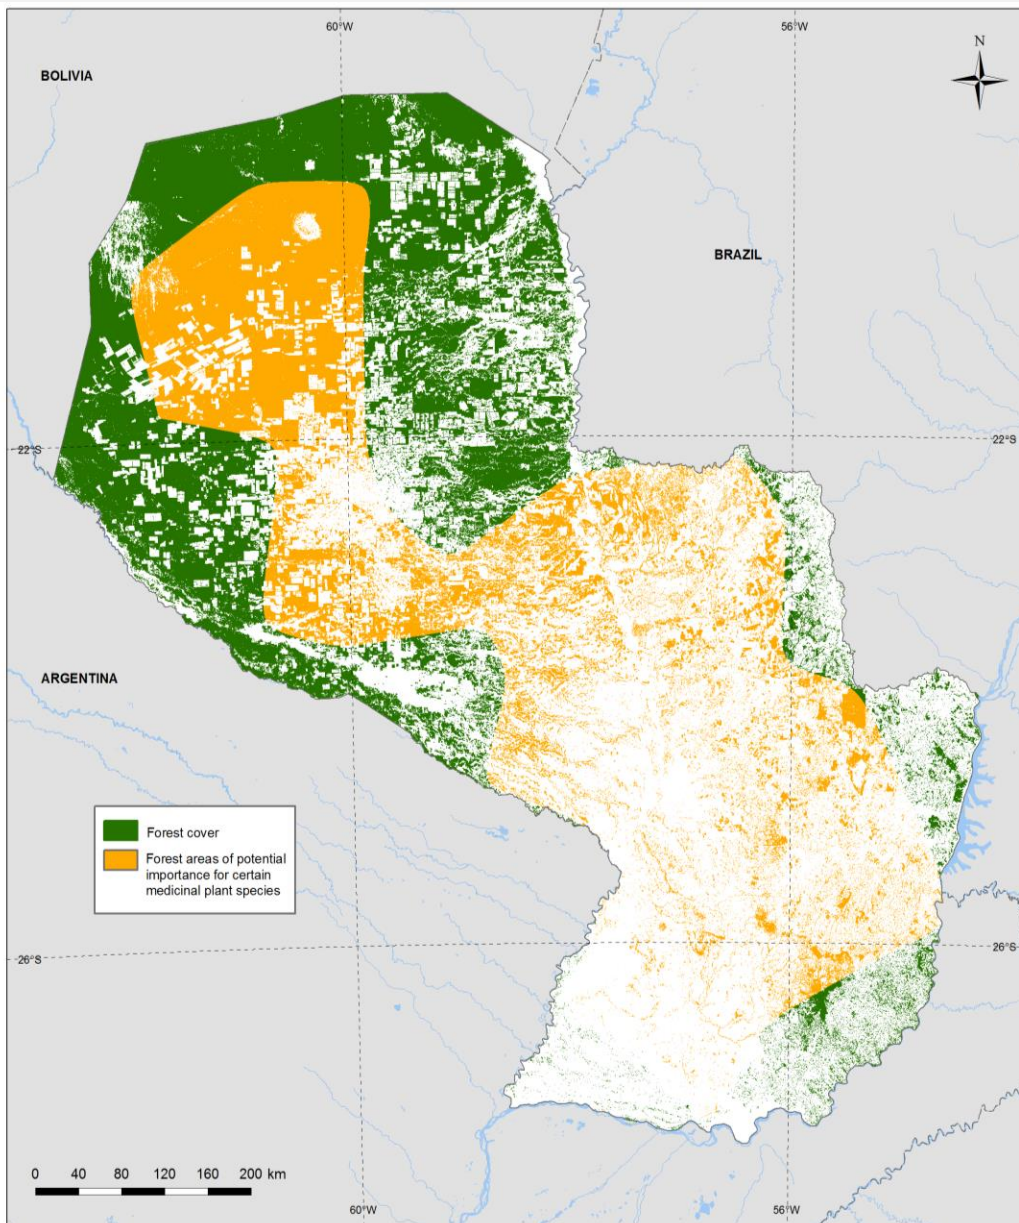 60°W
56°W
N
BOLIVIA
BRAZIL
22°S
22°S
ARGENTINA
Forest cover
Forest areas of potential
importance for certain
medicinal plant species
26°S
26°S
0 40 80 120 160 200 km
60°W
56°W